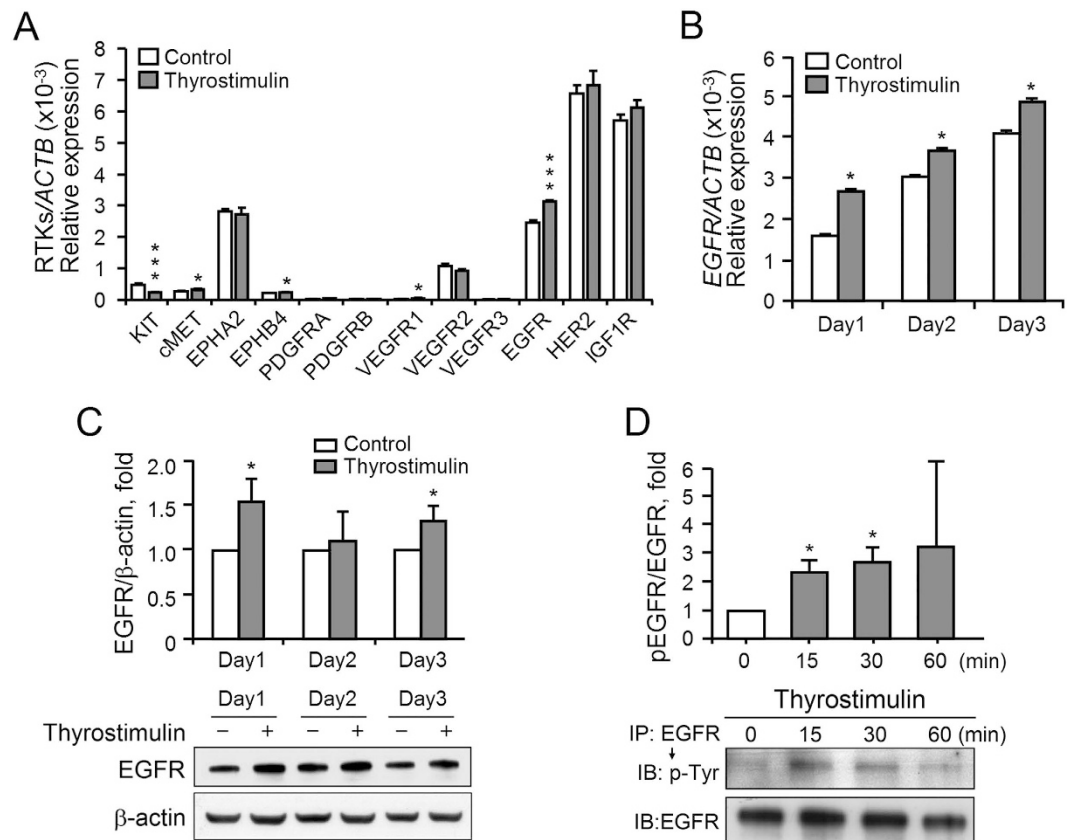 A
RTKs/ACTB (x10⁻³)
Relative expression
Control
Thyrostimulin
8
7
6
5
4
3
2
1
0
* * *
*
*
*
* * *
KIT
cMET
EPHA2
EPHB4
PDGFRA
PDGFRB
VEGFR1
VEGFR2
VEGFR3
EGFR
HER2
IGF1R
B
EGFR/ACTB (x10⁻³)
Relative expression
Control
Thyrostimulin
6
5
4
3
2
1
0
*
*
*
Day1 Day2 Day3
C
EGFR/β-actin, fold
Control
Thyrostimulin
2.0
1.5
1.0
0.5
0
*
*
Day1 Day2 Day3
Day1 Day2 Day3
Thyrostimulin − + − + − +
EGFR
β-actin
D
pEGFR/EGFR, fold
6
5
4
3
2
1
0
*
*
0 15 30 60 (min)
Thyrostimulin
IP: EGFR 0 15 30 60 (min)
↓
IB: p-Tyr
IB:EGFR